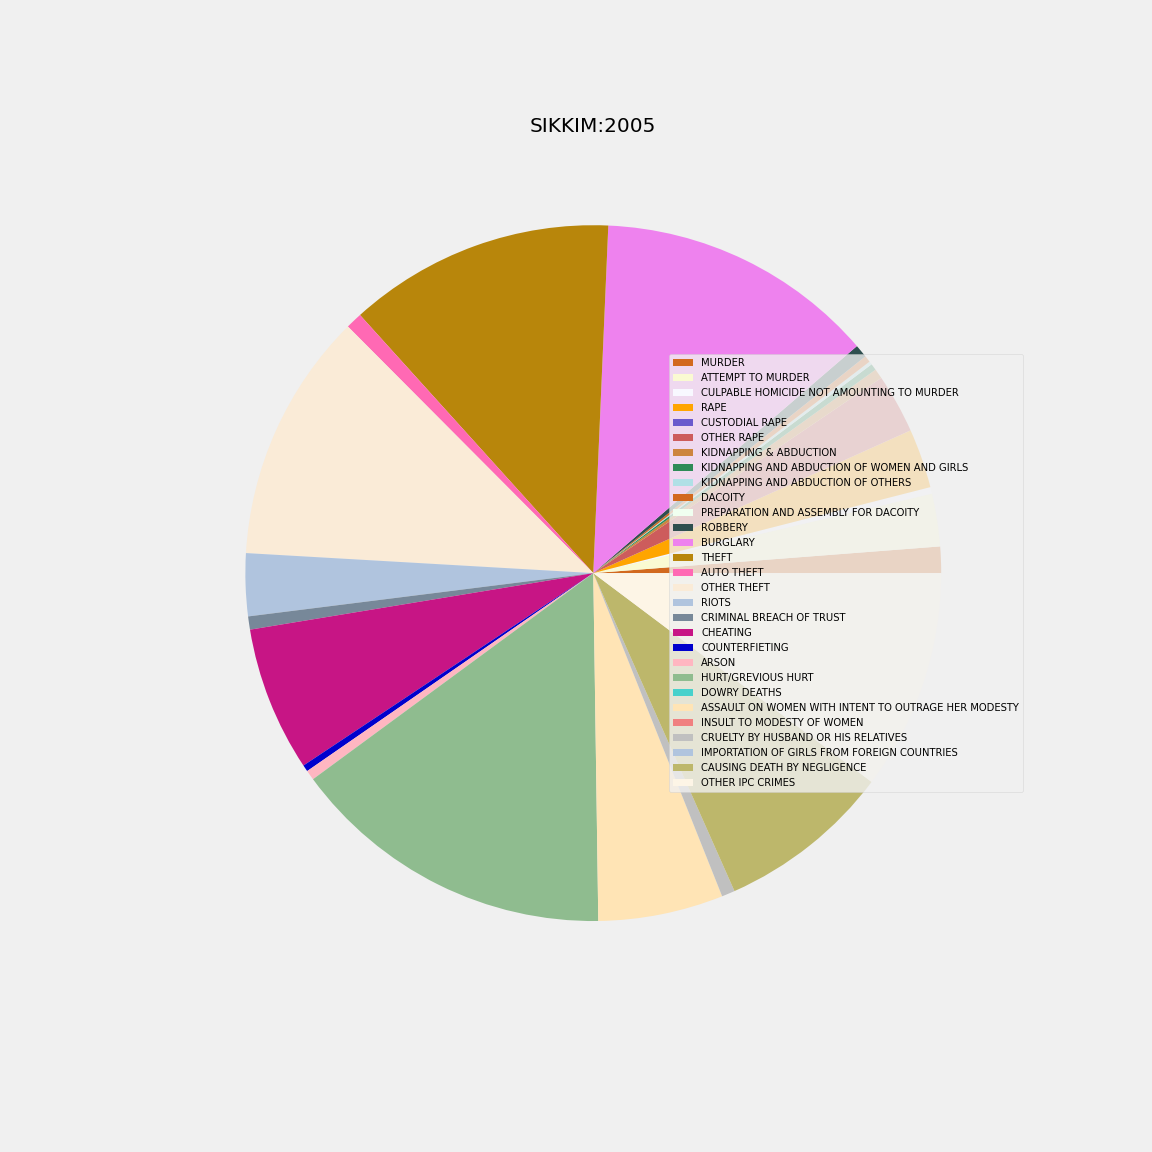 SIKKIM:2005
MURDER
ATTEMPT TO MURDER
CULPABLE HOMICIDE NOT AMOUNTING TO MURDER
RAPE
CUSTODIAL RAPE
OTHER RAPE
KIDNAPPING & ABDUCTION
KIDNAPPING AND ABDUCTION OF WOMEN AND GIRLS
KIDNAPPING AND ABDUCTION OF OTHERS
DACOITY
PREPARATION AND ASSEMBLY FOR DACOITY
ROBBERY
BURGLARY
THEFT
AUTO THEFT
OTHER THEFT
RIOTS
CRIMINAL BREACH OF TRUST
CHEATING
COUNTERFIETING
ARSON
HURT/GREVIOUS HURT
DOWRY DEATHS
ASSAULT ON WOMEN WITH INTENT TO OUTRAGE HER MODESTY
INSULT TO MODESTY OF WOMEN
CRUELTY BY HUSBAND OR HIS RELATIVES
IMPORTATION OF GIRLS FROM FOREIGN COUNTRIES
CAUSING DEATH BY NEGLIGENCE
OTHER IPC CRIMES